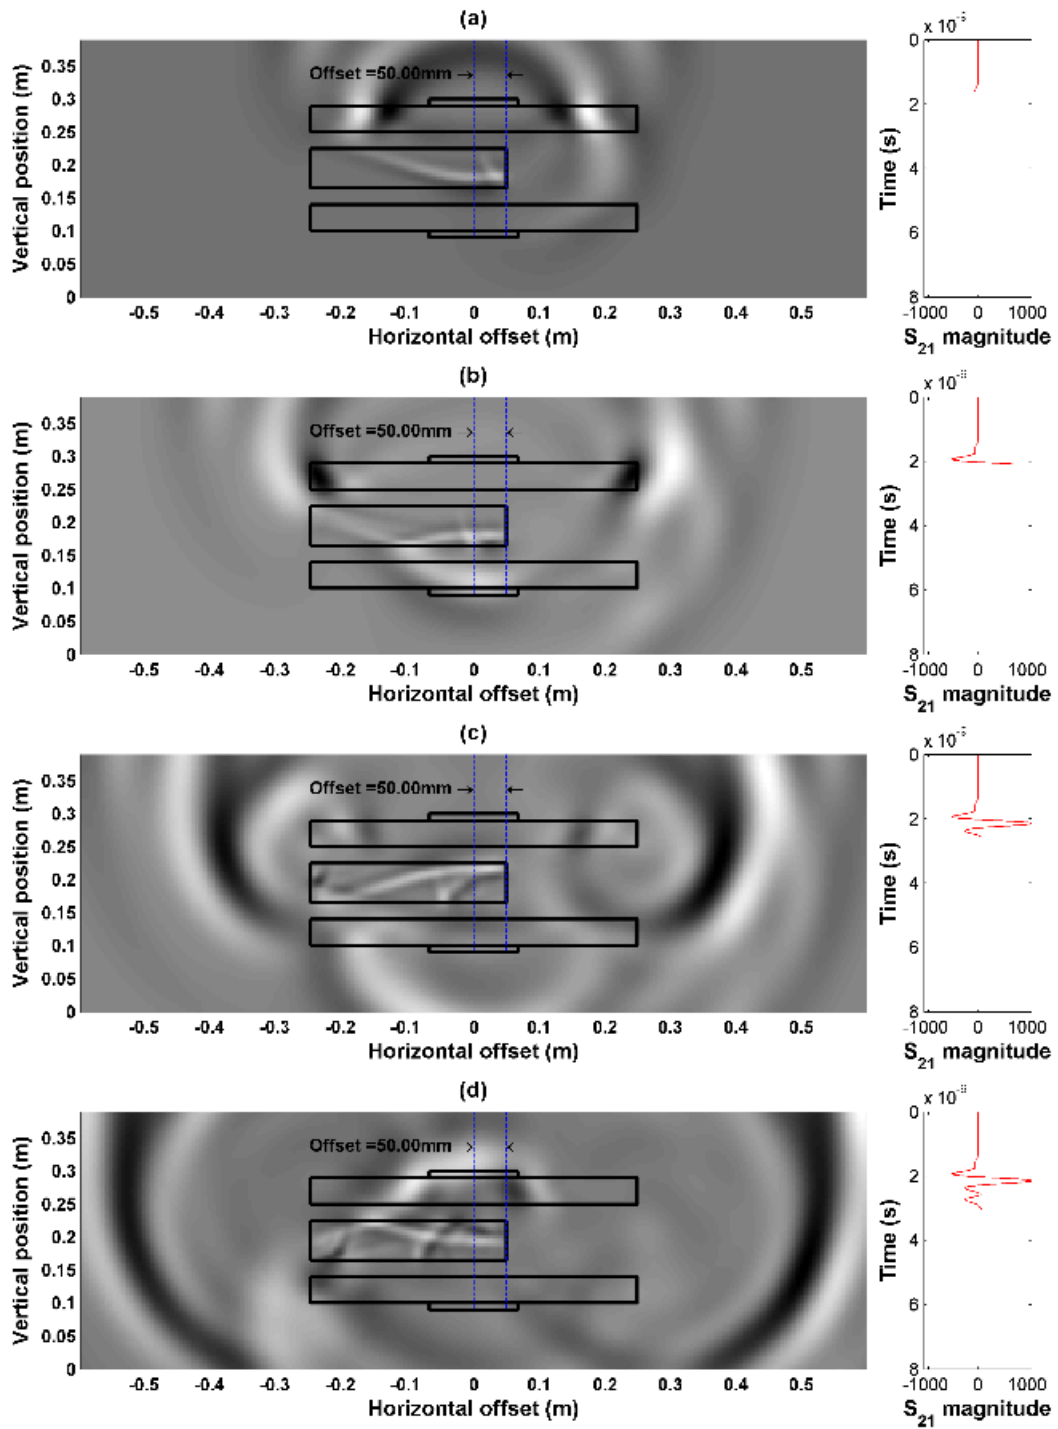 (a)
x 10⁻⁹
Offset =50.00mm
Vertical position (m)
0.35
0.3
0.25
0.2
0.15
0.1
0.05
0
-0.5 -0.4 -0.3 -0.2 -0.1 0 0.1 0.2 0.3 0.4 0.5
Horizontal offset (m)
Time (s)
0
2
4
6
8
-1000 0 1000
S₂₁ magnitude
(b)
x 10⁻⁹
Offset =50.00mm
Vertical position (m)
0.35
0.3
0.25
0.2
0.15
0.1
0.05
0
-0.5 -0.4 -0.3 -0.2 -0.1 0 0.1 0.2 0.3 0.4 0.5
Horizontal offset (m)
Time (s)
0
2
4
6
8
-1000 0 1000
S₂₁ magnitude
(c)
x 10⁻⁹
Offset =50.00mm
Vertical position (m)
0.35
0.3
0.25
0.2
0.15
0.1
0.05
0
-0.5 -0.4 -0.3 -0.2 -0.1 0 0.1 0.2 0.3 0.4 0.5
Horizontal offset (m)
Time (s)
0
2
4
6
8
-1000 0 1000
S₂₁ magnitude
(d)
x 10⁻⁹
Offset =50.00mm
Vertical position (m)
0.35
0.3
0.25
0.2
0.15
0.1
0.05
0
-0.5 -0.4 -0.3 -0.2 -0.1 0 0.1 0.2 0.3 0.4 0.5
Horizontal offset (m)
Time (s)
0
2
4
6
8
-1000 0 1000
S₂₁ magnitude